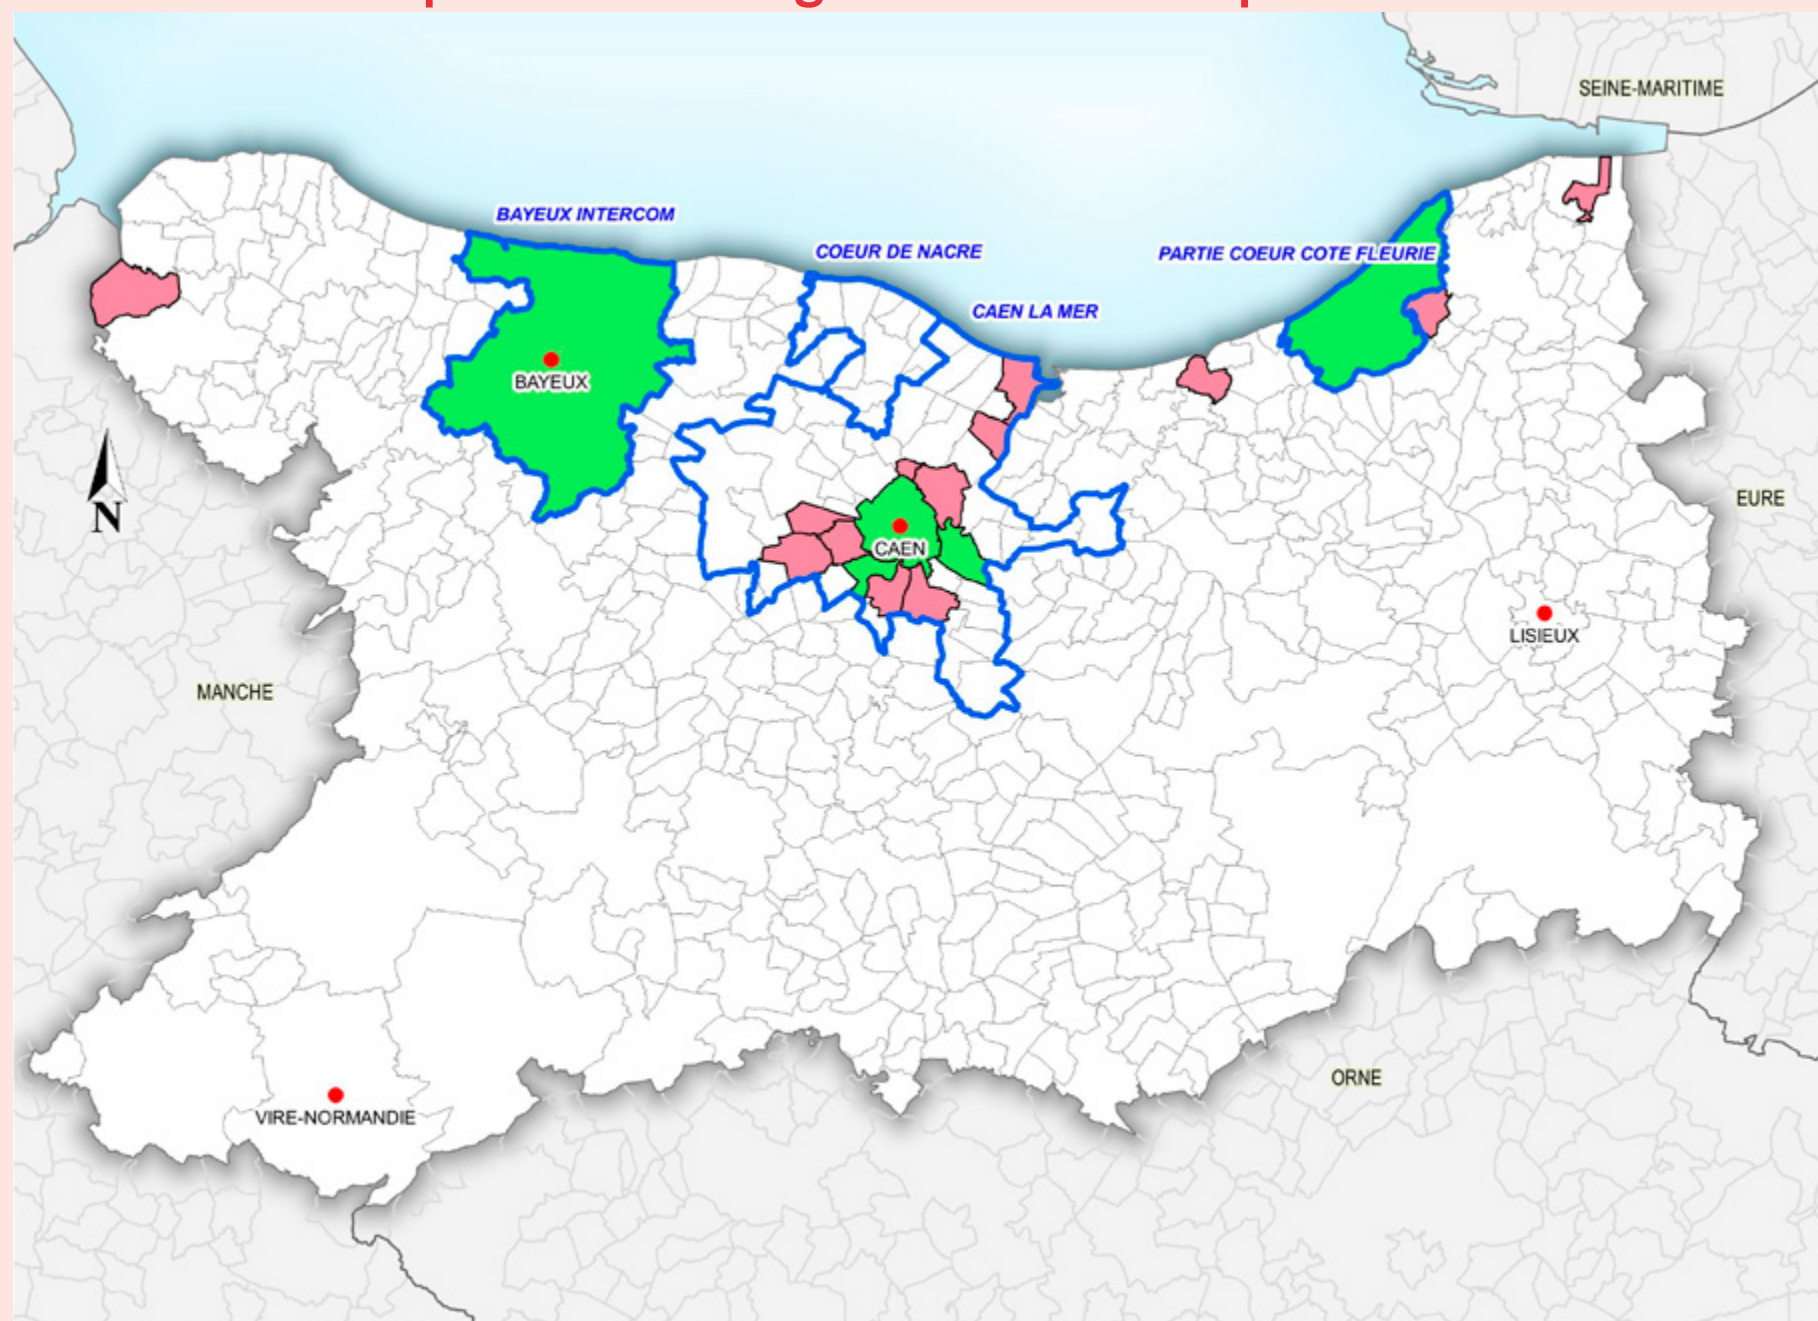 SEINE-MARITIME
BAYEUX INTERCOM
COEUR DE NACRE
PARTIE COEUR COTE FLEURIE
CAEN LA MER
BAYEUX
N
EURE
CAEN
LISIEUX
MANCHE
ORNE
VIRE-NORMANDIE